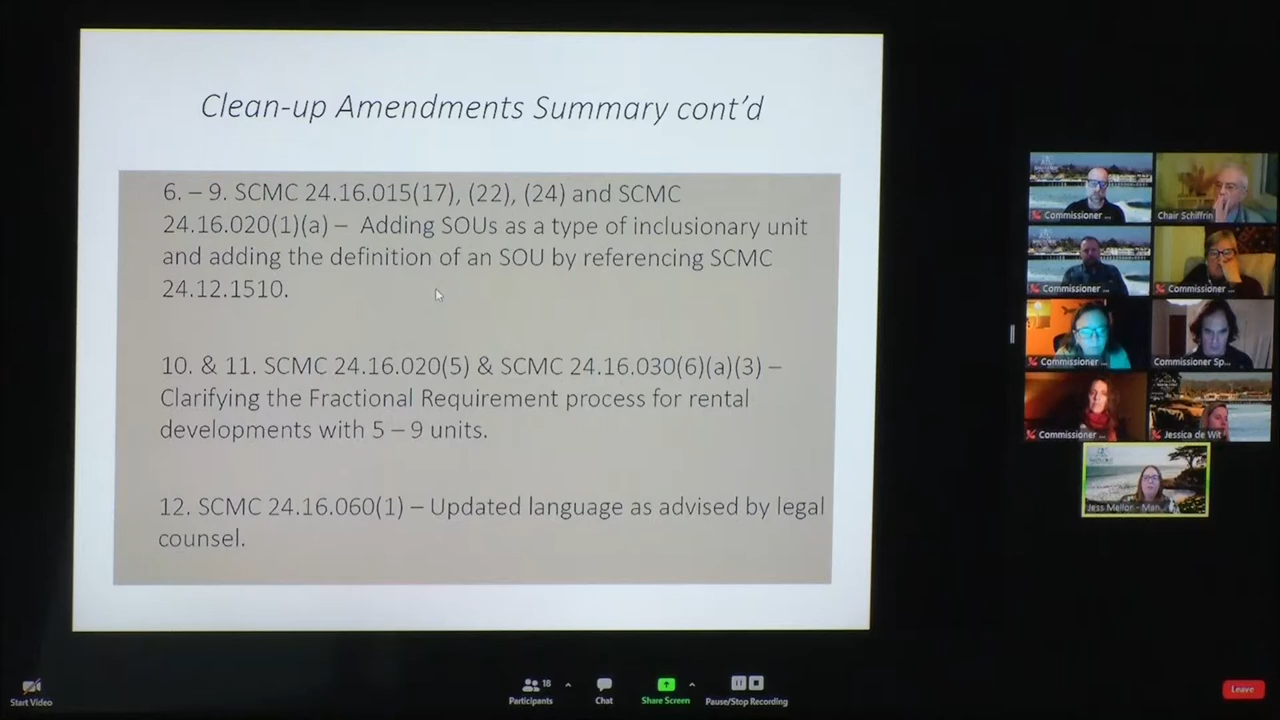 Clean-up Amendments Summary cont'd
6. – 9. SCMC 24.16.015(17), (22), (24) and SCMC
24.16.020(1)(a) – Adding SOUs as a type of inclusionary unit
and adding the definition of an SOU by referencing SCMC
24.12.1510.
10. & 11. SCMC 24.16.020(5) & SCMC 24.16.030(6)(a)(3) –
Clarifying the Fractional Requirement process for rental
developments with 5 – 9 units.
12. SCMC 24.16.060(1) – Updated language as advised by legal
counsel.
Commissioner ...
Chair Schiffrin
Commissioner ...
Commissioner ...
Commissioner ...
Commissioner Sp...
Commissioner ...
Jessica de Wit
Jess Mellor - Man...
Start Video
18
Participants
Chat
Share Screen
Pause/Stop Recording
Leave